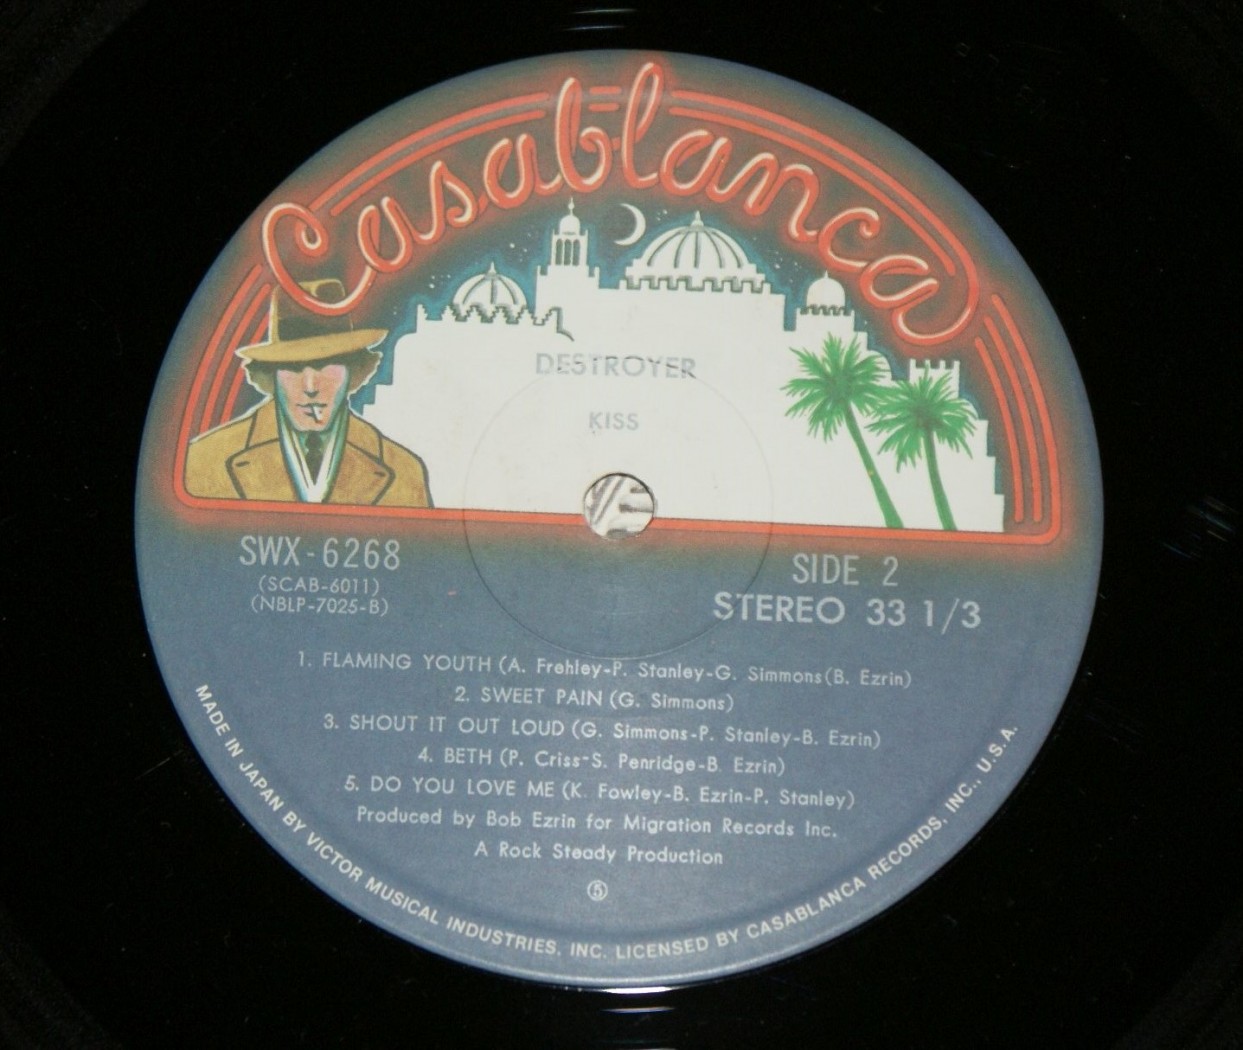 Casablanca
DESTROYER
KISS
SWX-6268
(SCAB-6011)
(NBLP-7025-B)
SIDE 2
STEREO 33 1/3
1. FLAMING YOUTH (A. Frehley-P. Stanley-G. Simmons(B. Ezrin)
2. SWEET PAIN (G. Simmons)
3. SHOUT IT OUT LOUD (G. Simmons-P. Stanley-B. Ezrin)
4. BETH (P. Criss-S. Penridge-B. Ezrin)
5. DO YOU LOVE ME (K. Fowley-B. Ezrin-P. Stanley)
Produced by Bob Ezrin for Migration Records Inc.
A Rock Steady Production
⑤
MADE IN JAPAN BY VICTOR MUSICAL INDUSTRIES, INC. LICENSED BY CASABLANCA RECORDS, INC., U.S.A.